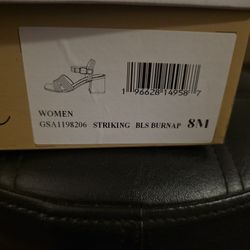 1 96628 14958 7
WOMEN
GSA1198206 STRIKING BLS BURNAP 8M